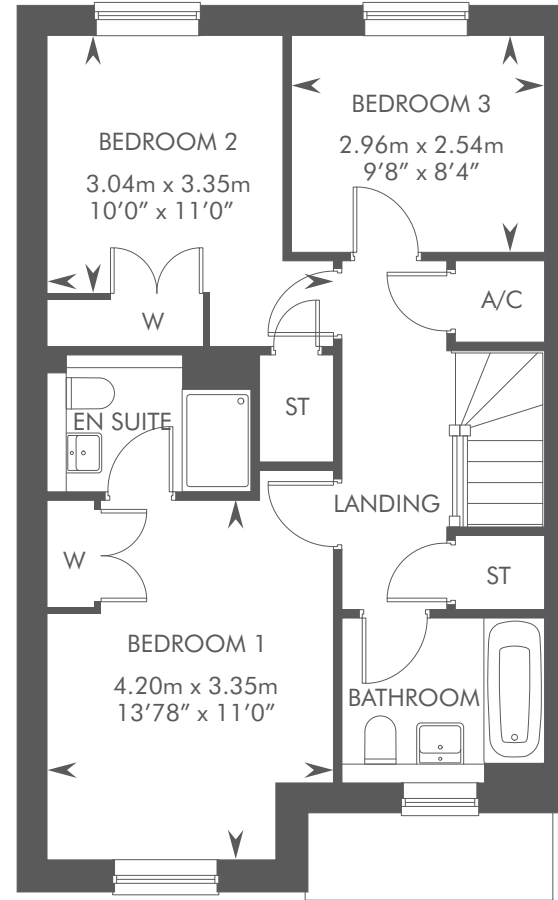 BEDROOM 2
3.04m x 3.35m
10’0” x 11’0”
BEDROOM 3
2.96m x 2.54m
9’8” x 8’4”
W
A/C
EN SUITE
ST
LANDING
W
ST
BEDROOM 1
4.20m x 3.35m
13’78” x 11’0”
BATHROOM